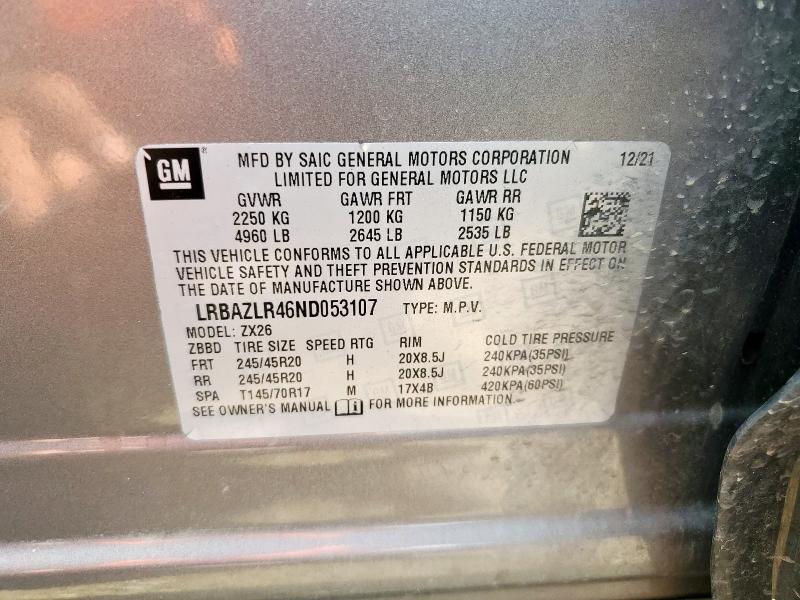 GM ® MFD BY SAIC GENERAL MOTORS CORPORATION 12/21
LIMITED FOR GENERAL MOTORS LLC
GVWR GAWR FRT GAWR RR
2250 KG 1200 KG 1150 KG
4960 LB 2645 LB 2535 LB
THIS VEHICLE CONFORMS TO ALL APPLICABLE U.S. FEDERAL MOTOR
VEHICLE SAFETY AND THEFT PREVENTION STANDARDS IN EFFECT ON
THE DATE OF MANUFACTURE SHOWN ABOVE.
LRBAZLR46ND053107 TYPE: M.P.V.
MODEL: ZX26
ZBBD TIRE SIZE SPEED RTG RIM COLD TIRE PRESSURE
FRT 245/45R20 H 20X8.5J 240KPA(35PSI)
RR 245/45R20 H 20X8.5J 240KPA(35PSI)
SPA T145/70R17 M 17X4B 420KPA(60PSI)
SEE OWNER'S MANUAL FOR MORE INFORMATION.